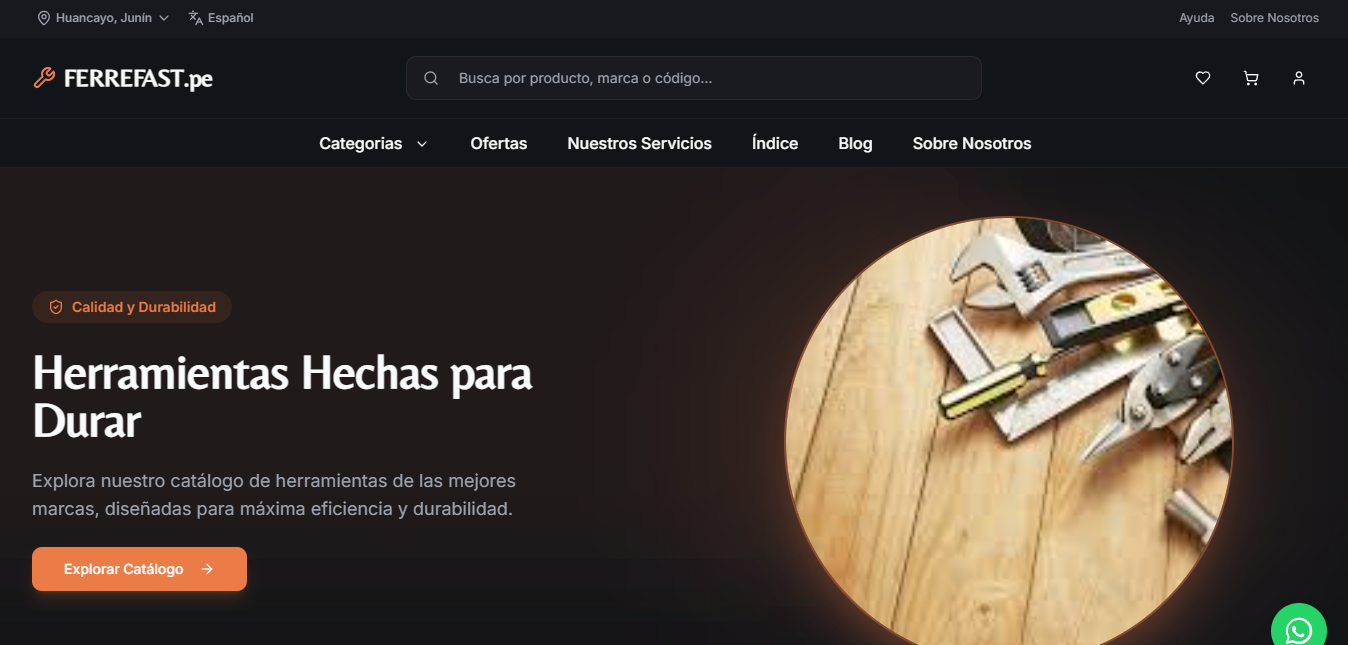 Huancayo, Junín
Español
Ayuda
Sobre Nosotros
FERREFAST.pe
Busca por producto, marca o código...
Categorias
Ofertas
Nuestros Servicios
Índice
Blog
Sobre Nosotros
Calidad y Durabilidad
Herramientas Hechas para
Durar
Explora nuestro catálogo de herramientas de las mejores
marcas, diseñadas para máxima eficiencia y durabilidad.
Explorar Catálogo